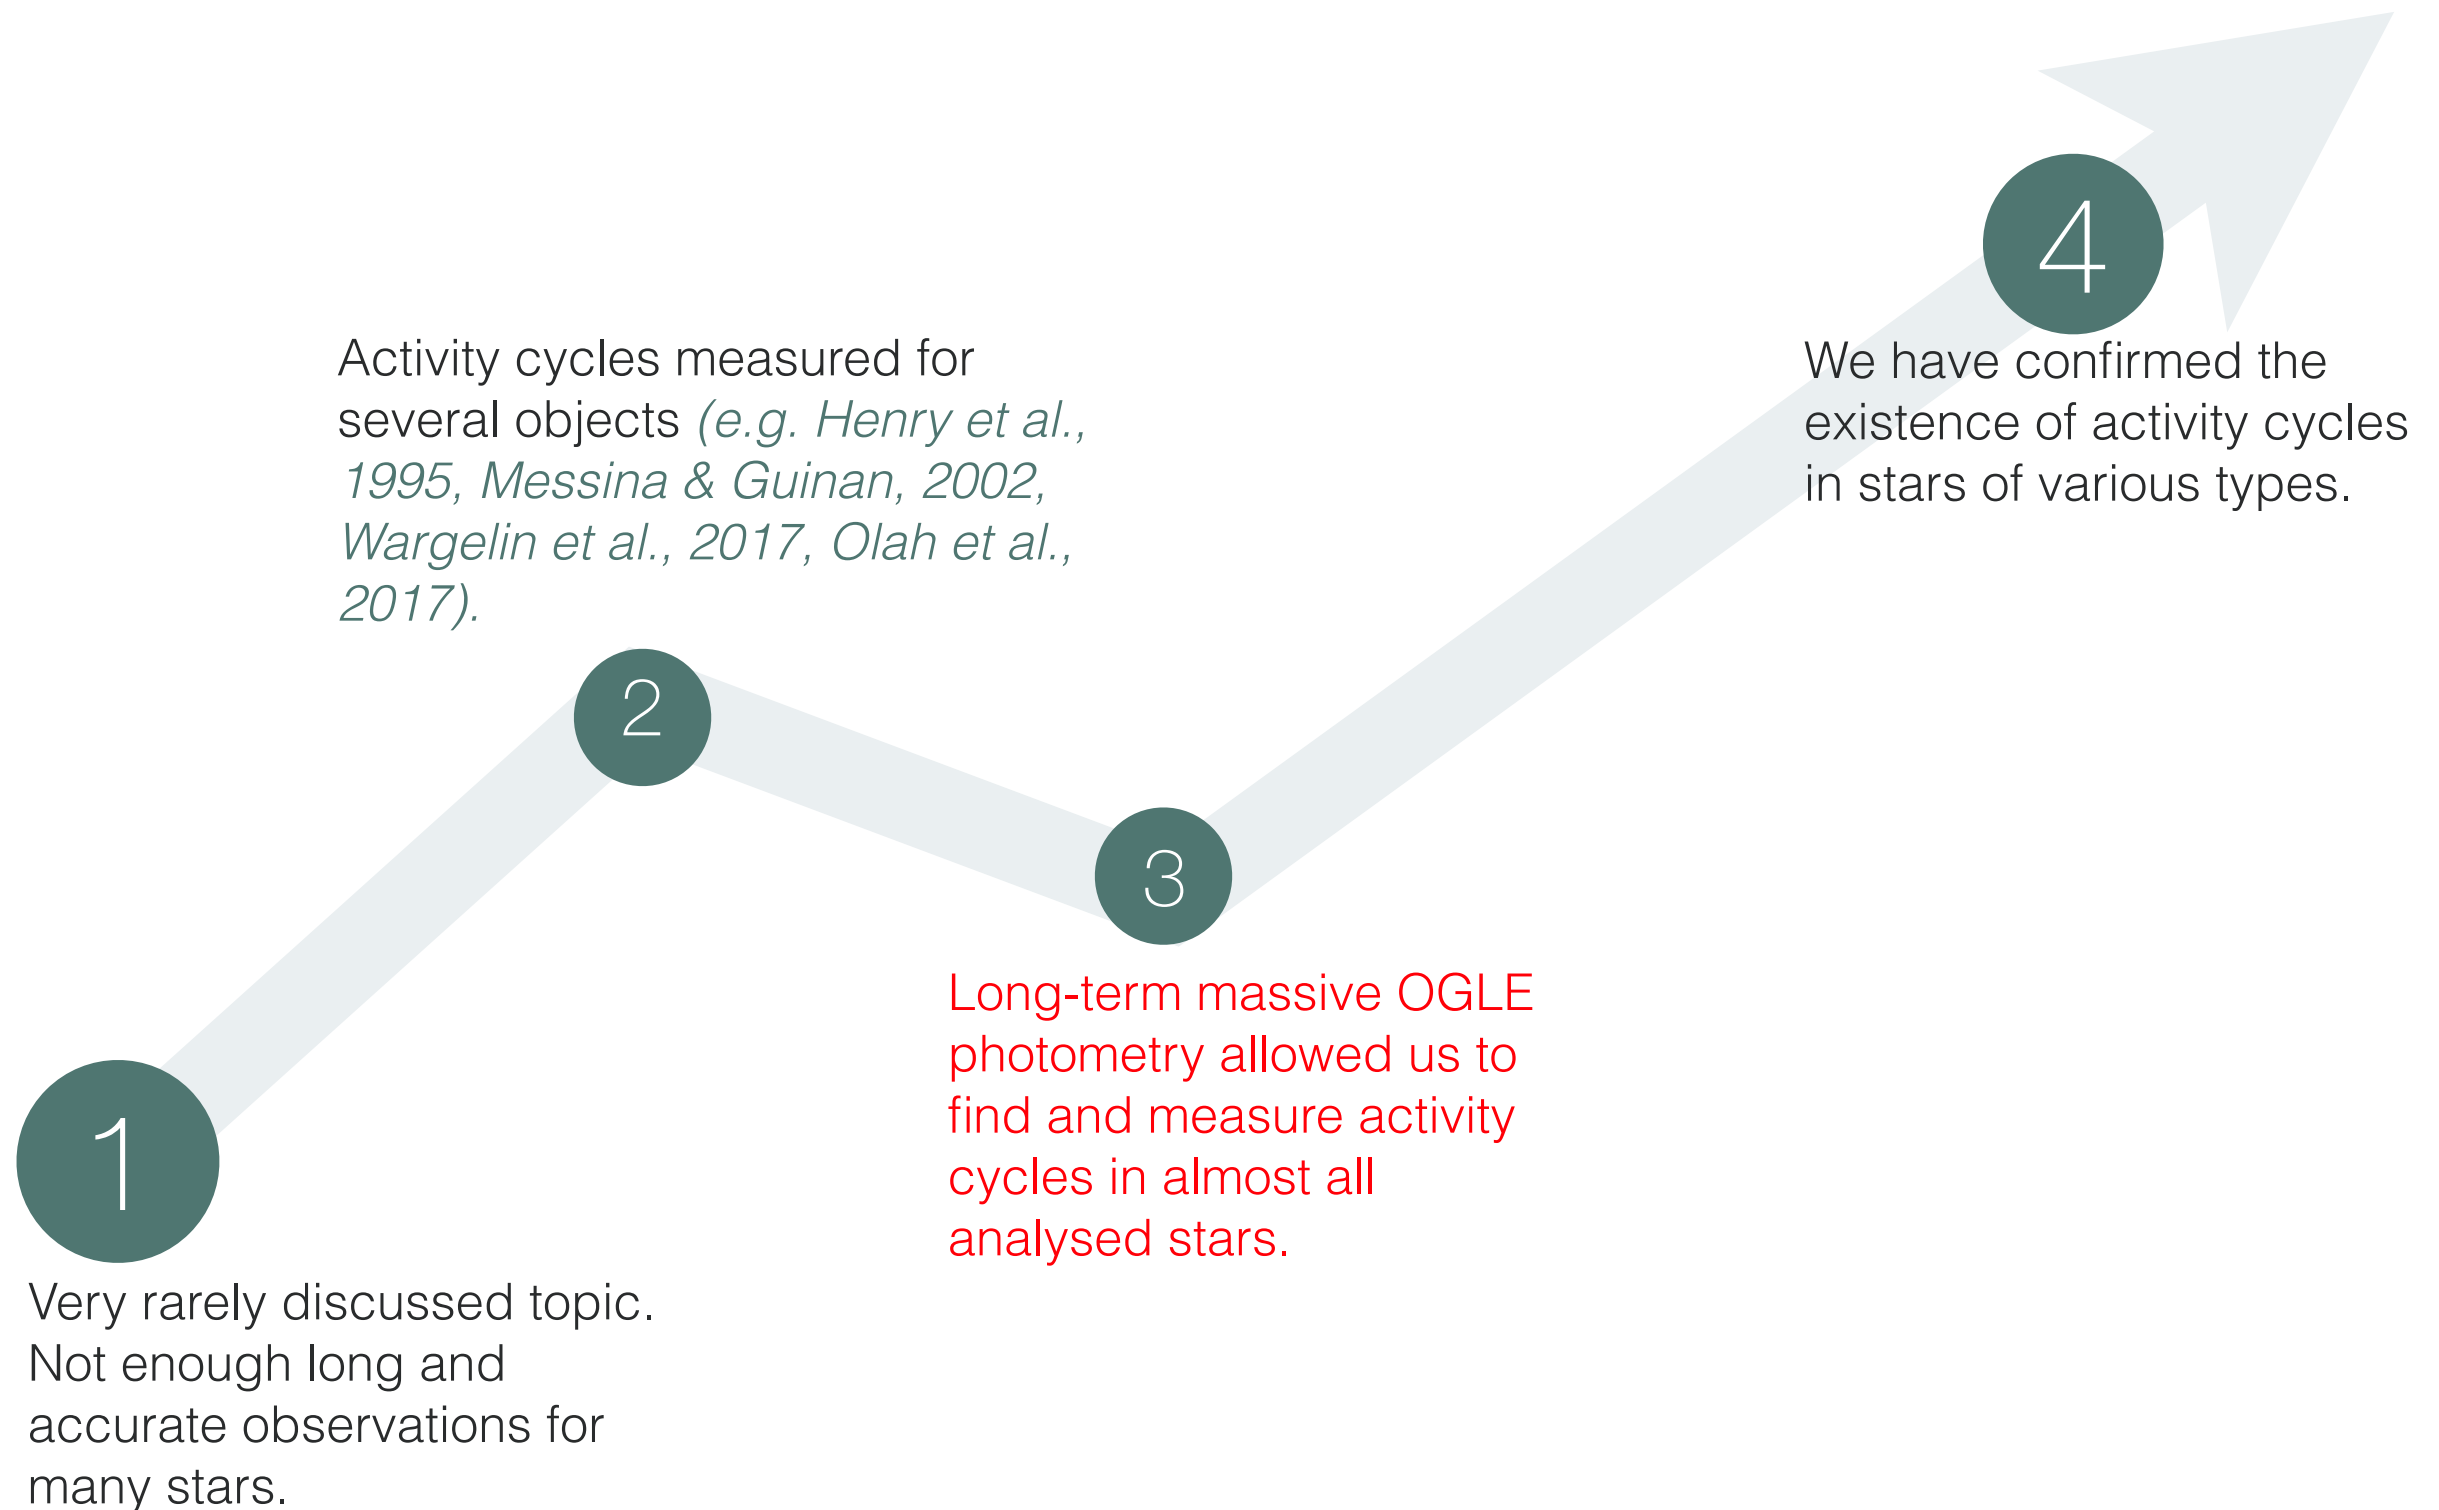 1
Very rarely discussed topic.
Not enough long and
accurate observations for
many stars.
Activity cycles measured for
several objects (e.g. Henry et al.,
1995, Messina & Guinan, 2002,
Wargelin et al., 2017, Olah et al.,
2017).
2
3
Long-term massive OGLE
photometry allowed us to
find and measure activity
cycles in almost all
analysed stars.
4
We have confirmed the
existence of activity cycles
in stars of various types.